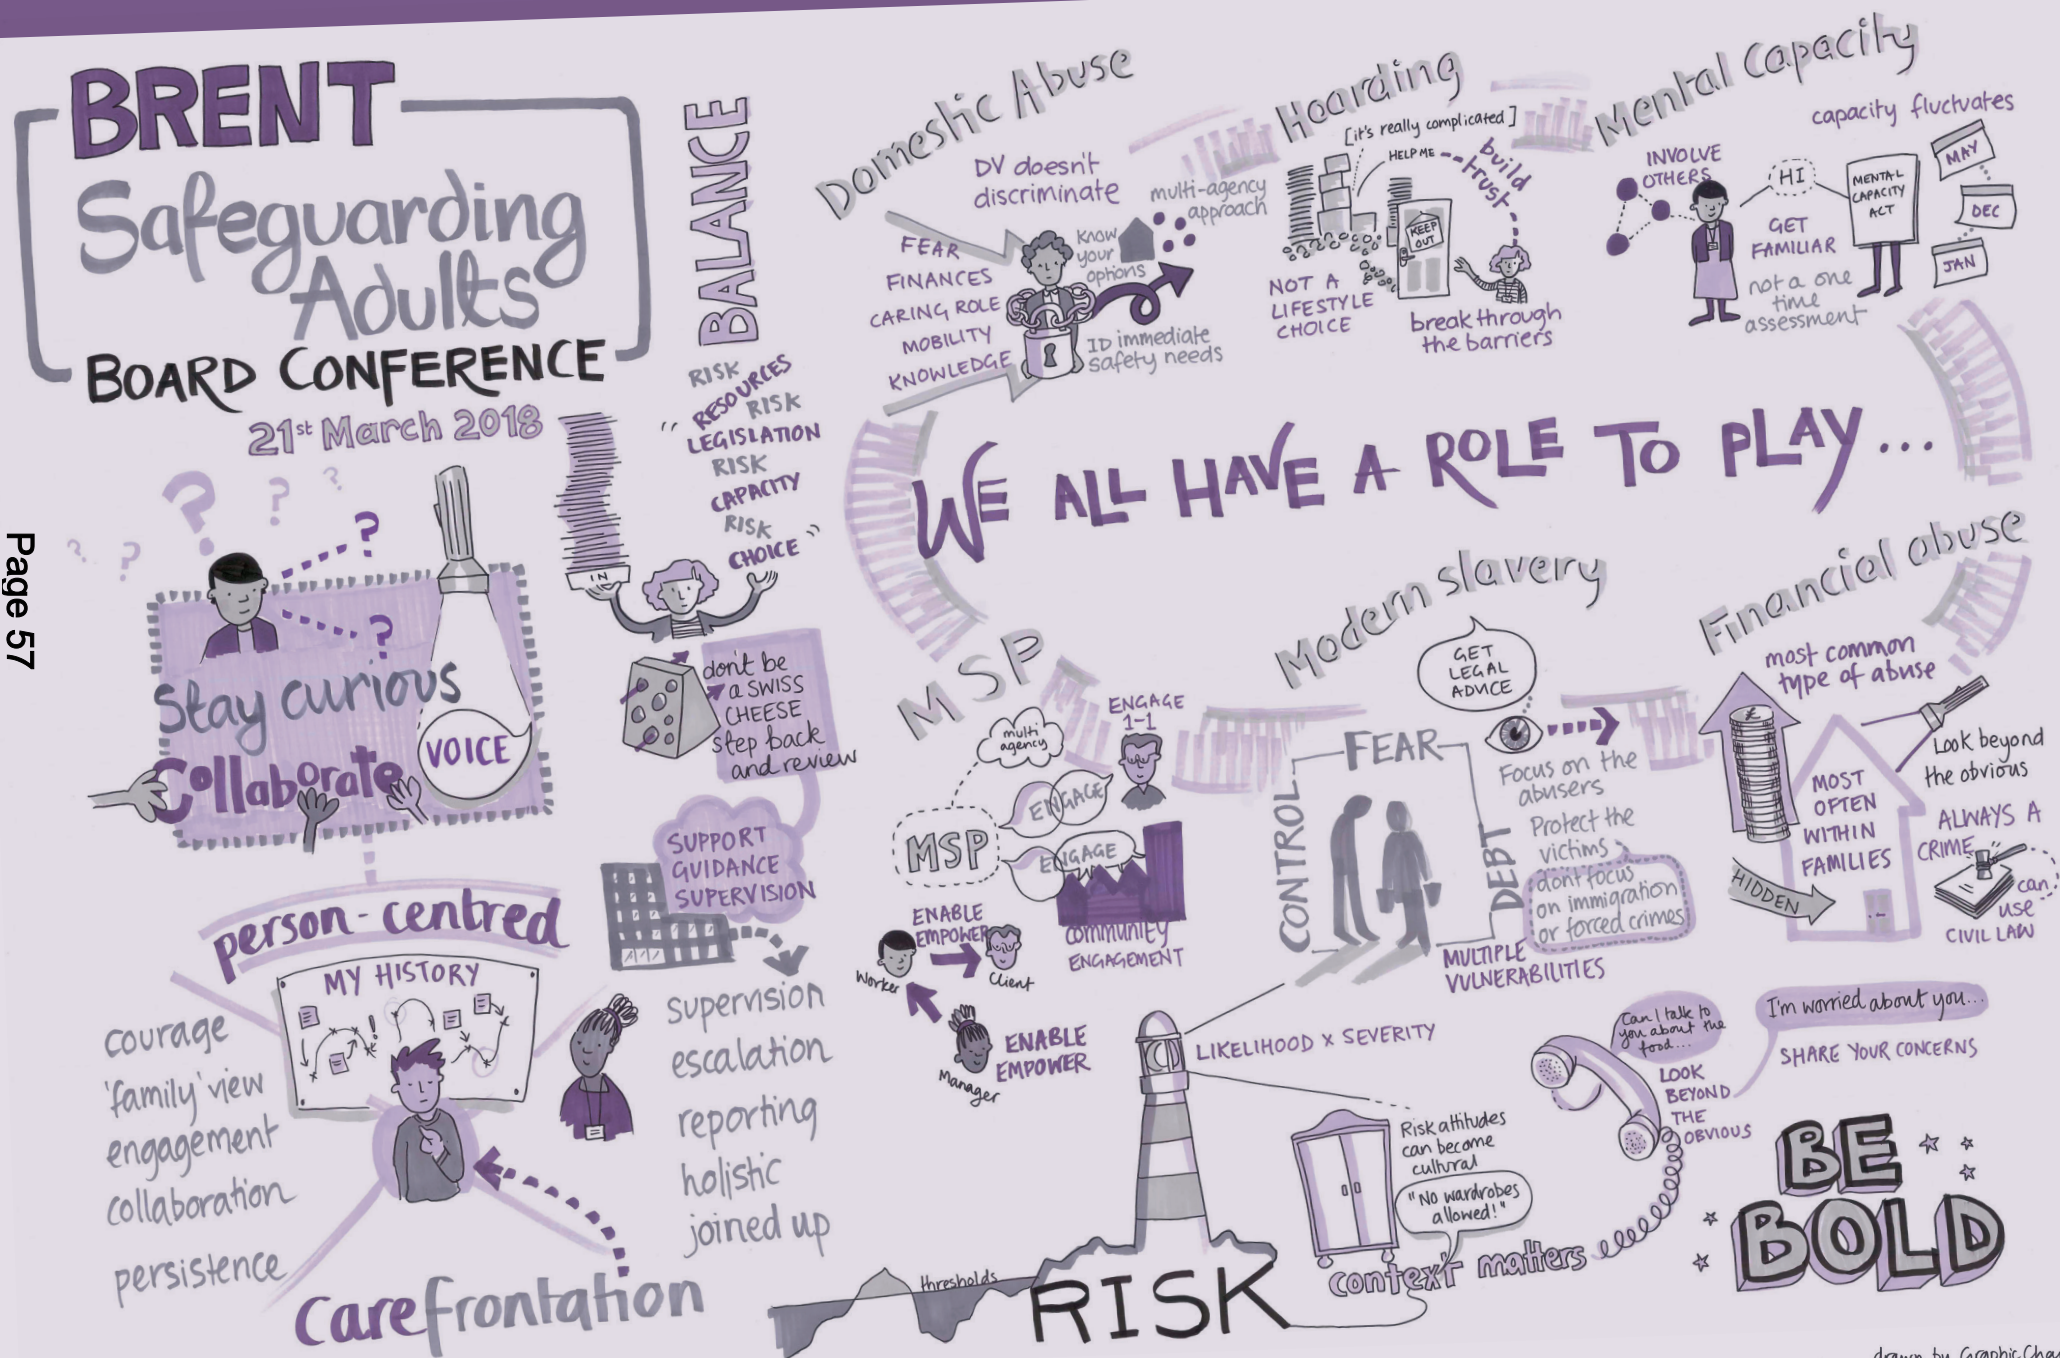 BRENT
Safeguarding
Adults
BOARD CONFERENCE
21st March 2018
Page 57
? ? ? ? ? ? ?
Stay curious
Collaborate
VOICE
person-centred
MY HISTORY
courage
'family' view
engagement
collaboration
persistence
carefrontation
BALANCE
RISK
"RESOURCES
RISK
LEGISLATION
RISK
CAPACITY
RISK
CHOICE"
IN
don't be
a SWISS
CHEESE
step back
and review
SUPPORT
GUIDANCE
SUPERVISION
supervision
escalation
reporting
holistic
joined up
Domestic Abuse
DV doesn't
discriminate
FEAR
FINANCES
CARING ROLE
MOBILITY
KNOWLEDGE
Know
your
options
multi-agency
approach
ID immediate
safety needs
Hoarding
[it's really complicated]
HELP ME
build
trust
KEEP
OUT
NOT A
LIFESTYLE
CHOICE
break through
the barriers
Mental Capacity
capacity fluctuates
INVOLVE
OTHERS
HI
GET
FAMILIAR
not a one
time
assessment
MENTAL
CAPACITY
ACT
MAY
DEC
JAN
WE ALL HAVE A ROLE TO PLAY...
MSP
multi
agency
MSP
ENGAGE
ENGAGE
1-1
ENGAGE
community
ENGAGEMENT
ENABLE
EMPOWER
Worker
Client
Manager
ENABLE
EMPOWER
Modern slavery
GET
LEGAL
ADVICE
FEAR
CONTROL
DEBT
Focus on the
abusers
Protect the
victims
dont focus
on immigration
or forced crimes
MULTIPLE
VULNERABILITIES
Financial abuse
most common
type of abuse
£
MOST
OFTEN
WITHIN
FAMILIES
HIDDEN
Look beyond
the obvious
ALWAYS A
CRIME
can
use
CIVIL LAW
LIKELIHOOD x SEVERITY
thresholds
RISK
Risk attitudes
can become
cultural
"No wardrobes
allowed!"
context matters
Can I talk to
you about the
food...
LOOK
BEYOND
THE
OBVIOUS
I'm worried about you...
SHARE YOUR CONCERNS
BE
BOLD